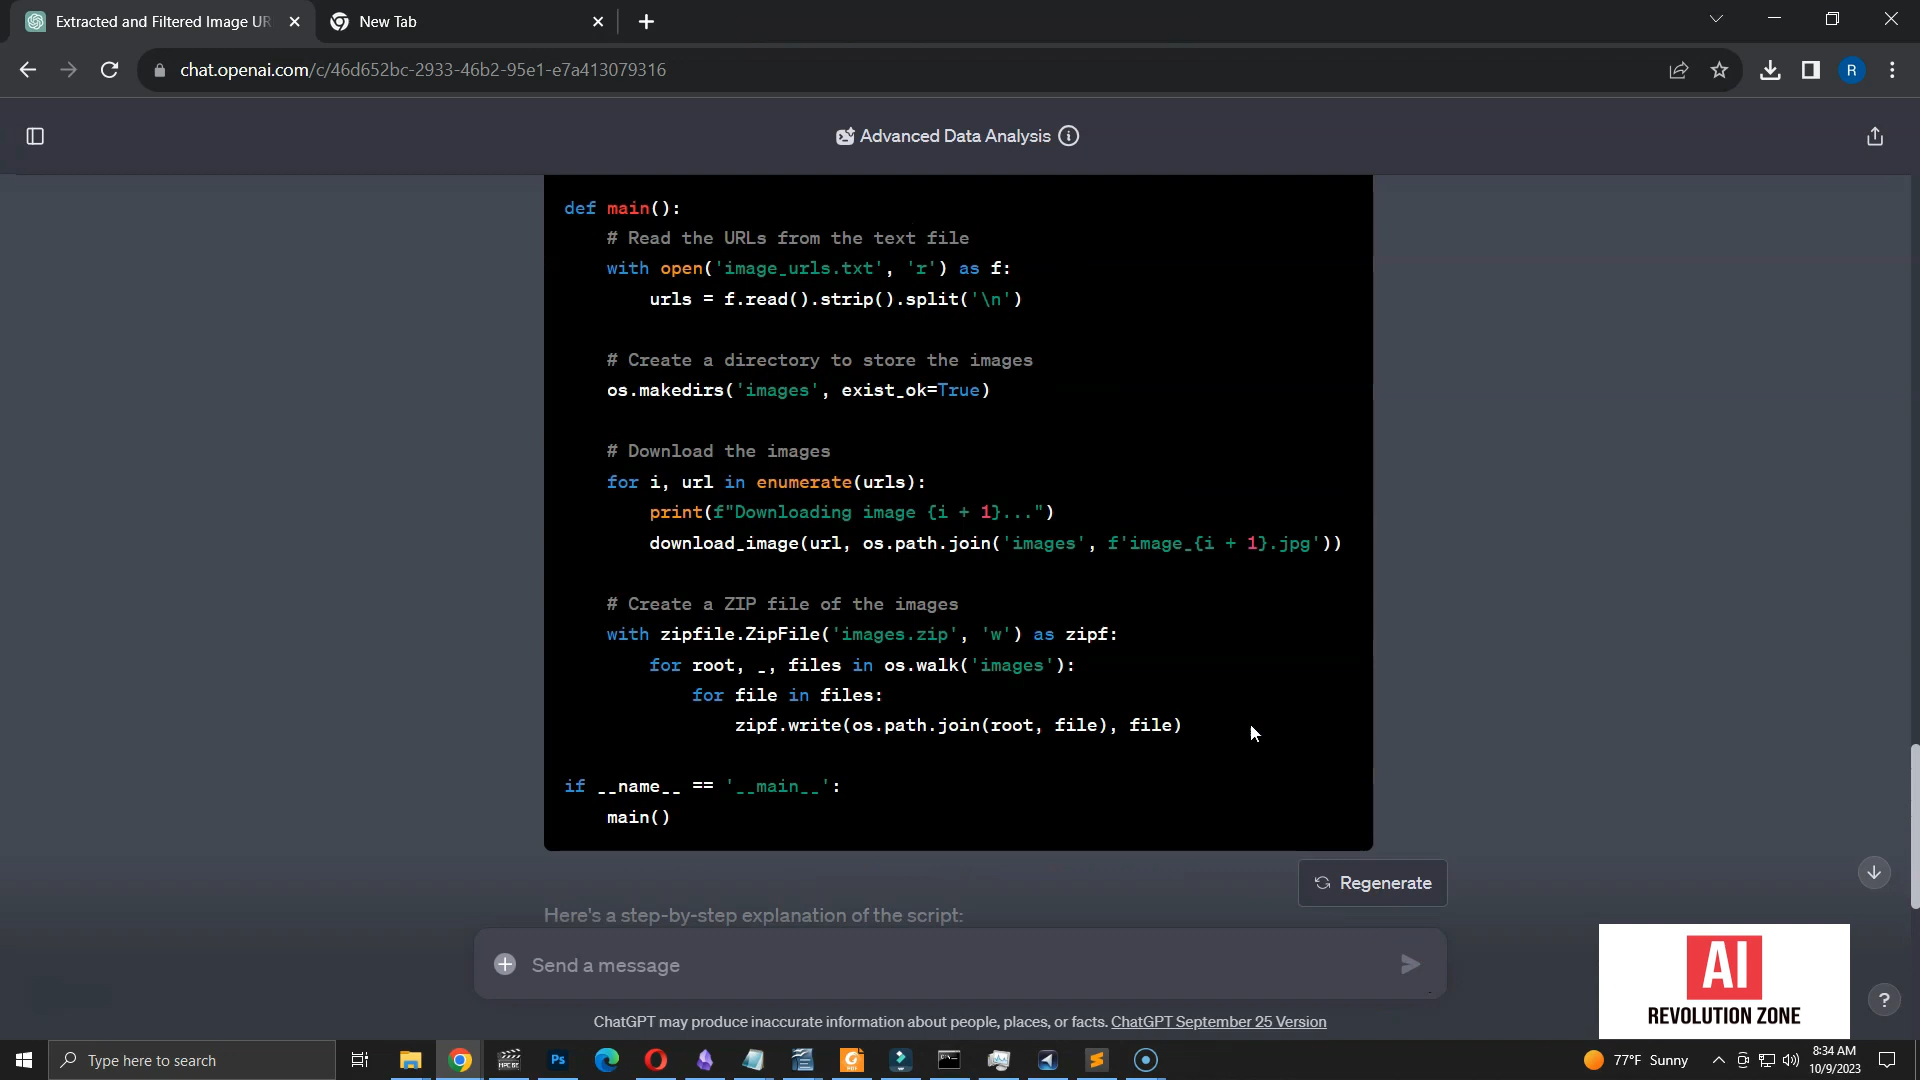 Extracted and Filtered Image UR
New Tab
chat.openai.com/c/46d652bc-2933-46b2-95e1-e7a413079316
R
Advanced Data Analysis
def main():
# Read the URLs from the text file
with open('image_urls.txt', 'r') as f:
urls = f.read().strip().split('\n')
# Create a directory to store the images
os.makedirs('images', exist_ok=True)
# Download the images
for i, url in enumerate(urls):
print(f"Downloading image {i + 1}...")
download_image(url, os.path.join('images', f'image_{i + 1}.jpg'))
# Create a ZIP file of the images
with zipfile.ZipFile('images.zip', 'w') as zipf:
for root, _, files in os.walk('images'):
for file in files:
zipf.write(os.path.join(root, file), file)
if __name__ == '__main__':
main()
Regenerate
Here's a step-by-step explanation of the script:
Send a message
AI
REVOLUTION ZONE
?
ChatGPT may produce inaccurate information about people, places, or facts. ChatGPT September 25 Version
Type here to search
Ps
77°F Sunny
8:34 AM
10/9/2023